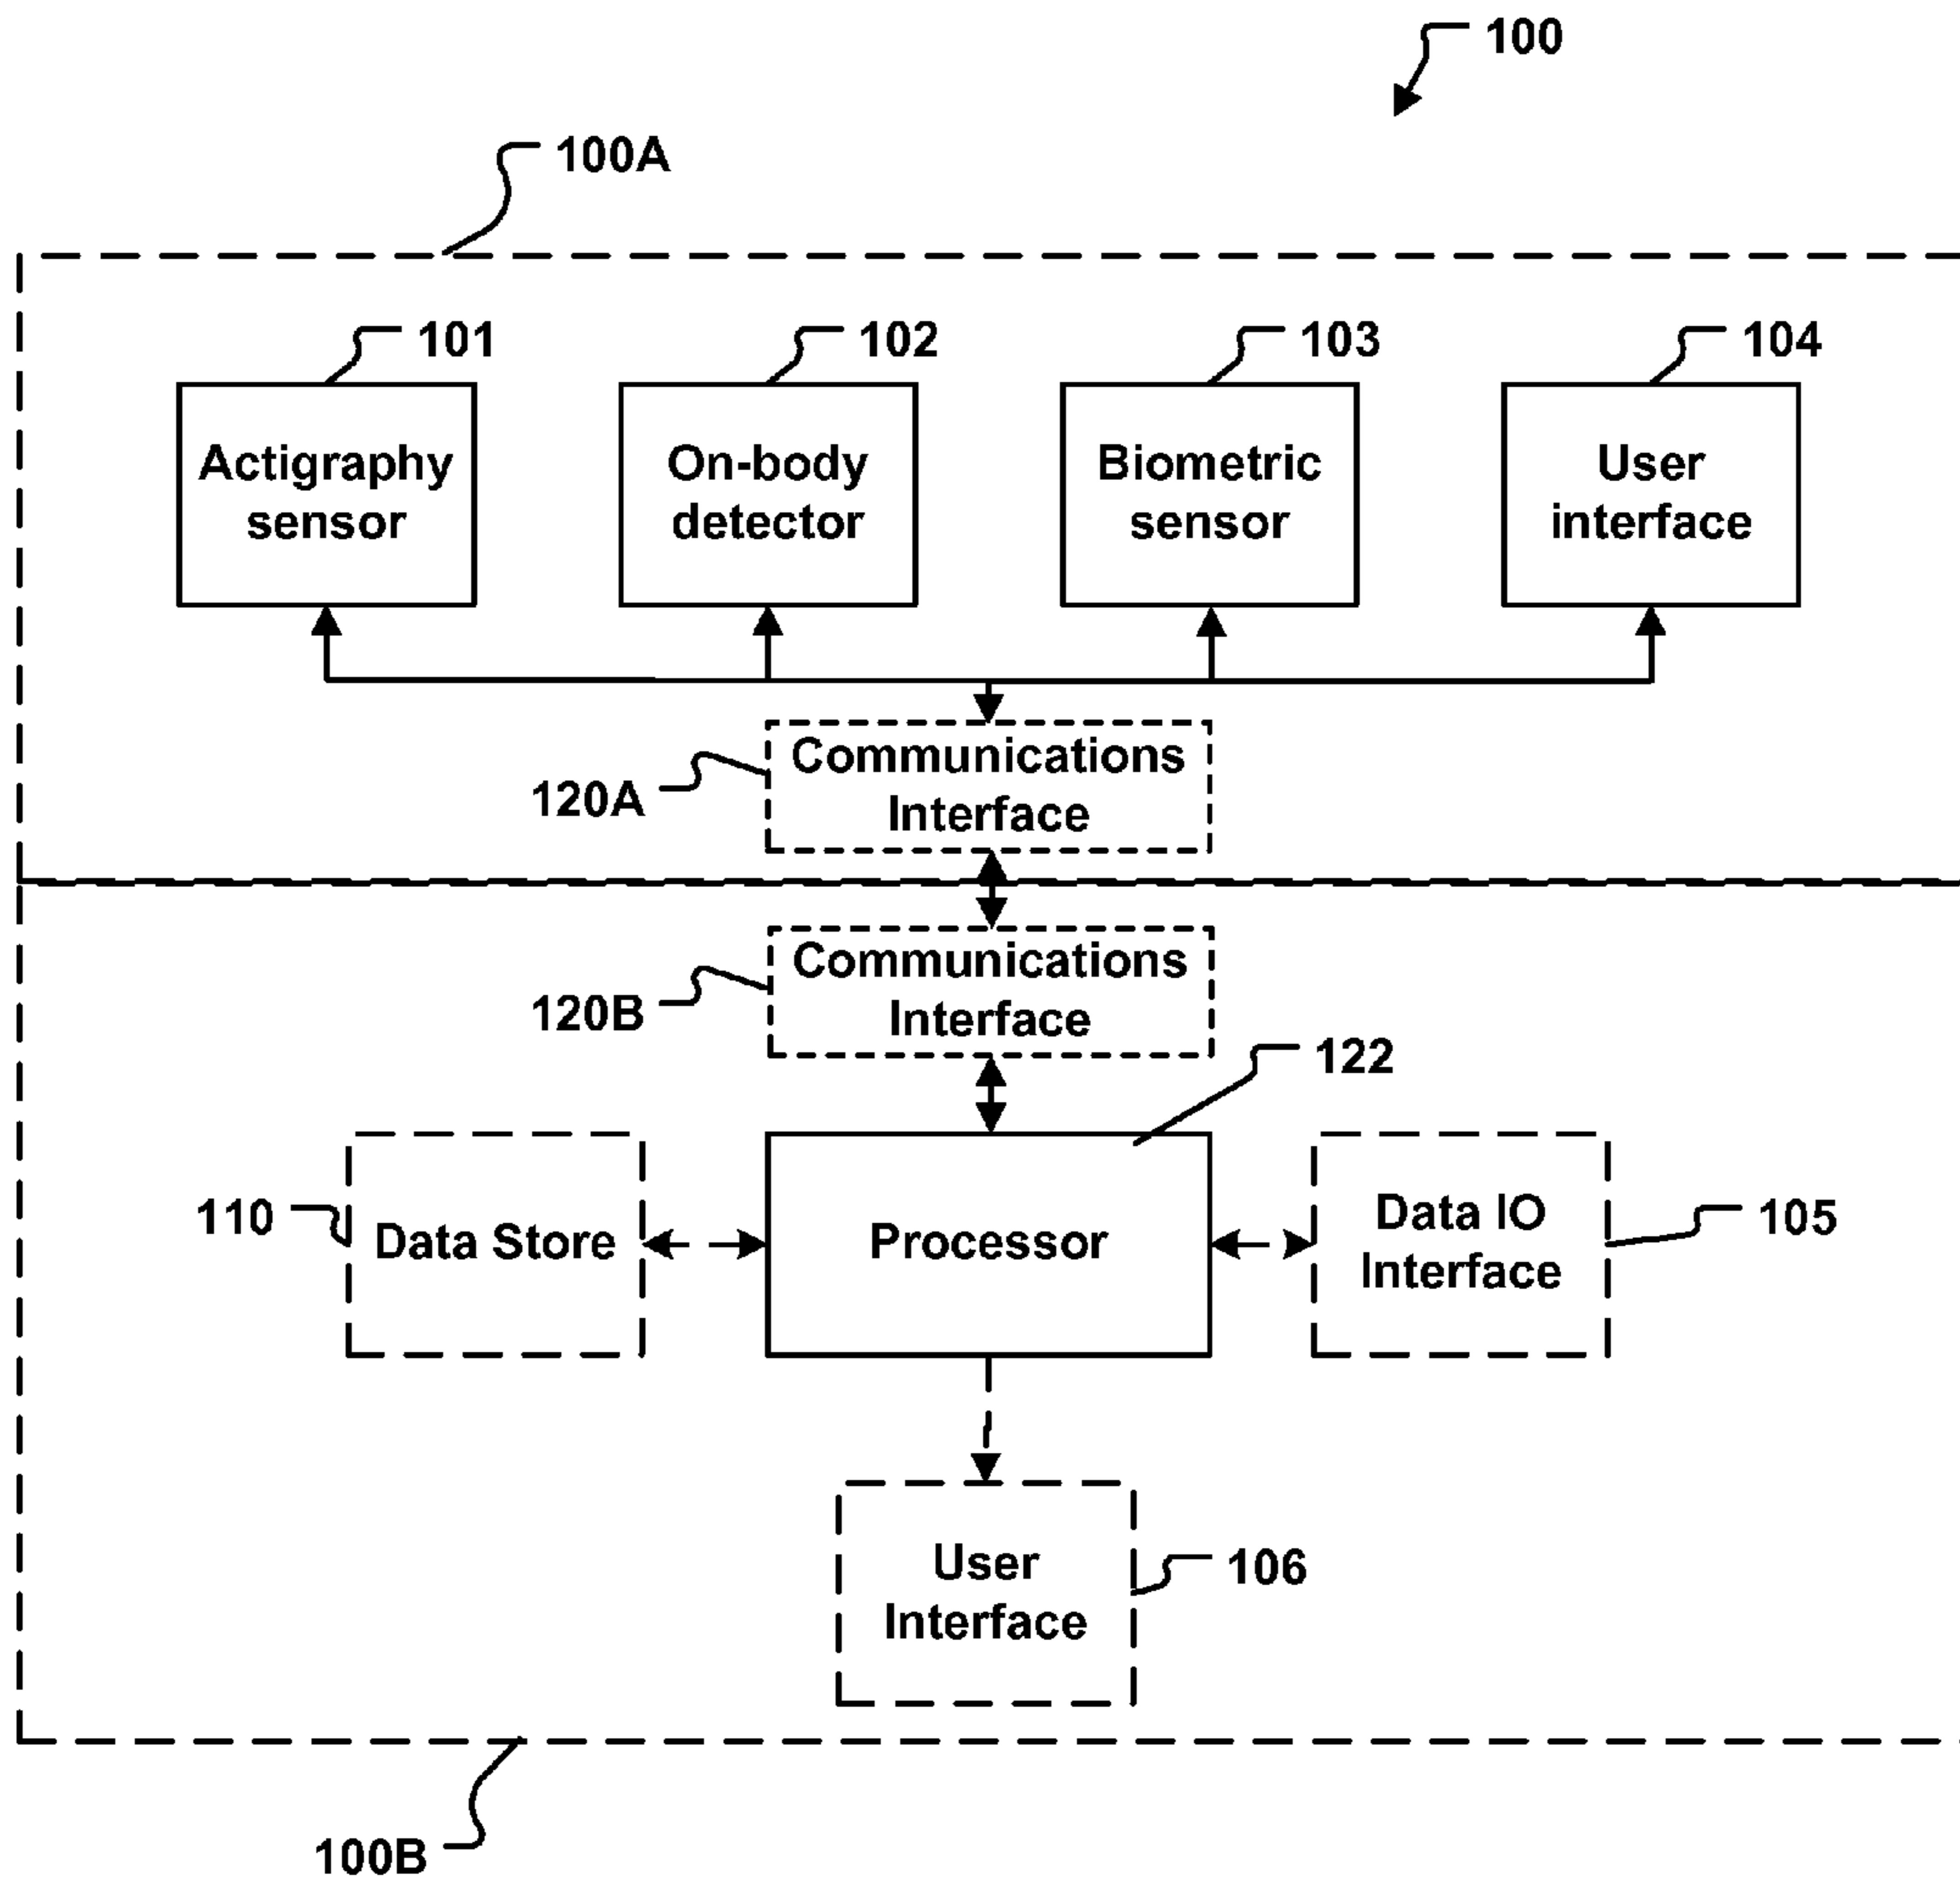 100
100A
101
102
103
104
Actigraphy
sensor
On-body
detector
Biometric
sensor
User
interface
120A
Communications
Interface
120B
Communications
Interface
122
110
Data Store
Processor
Data IO
Interface
105
User
Interface
106
100B